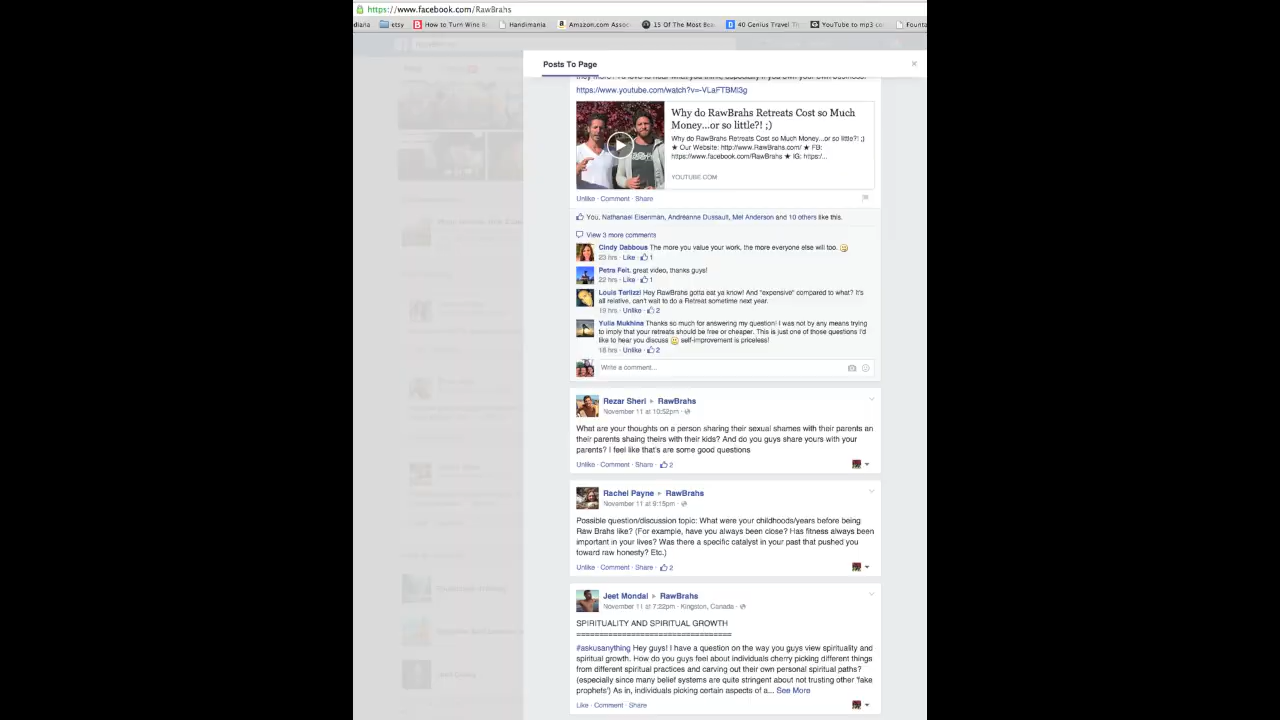 https://www.facebook.com/RawBrahs
diaria etsy How to Turn Wine B Handimania Amazon.com Assoc 15 Of The Most Bea 40 Genius Travel Ti YouTube to mp3 co Founta
Posts To Page
https://www.youtube.com/watch?v=-VLaFTBMl3g
Why do RawBrahs Retreats Cost so Much
Money...or so little?! ;)
Why do RawBrahs Retreats Cost so Much Money...or so little?! ;)
★ Our Website: http://www.RawBrahs.com/ ★ FB:
https://www.facebook.com/RawBrahs ★ IG: https:/...
YOUTUBE.COM
Unlike · Comment · Share
You, Nathanael Eisenman, Andréanne Dussault, Mel Anderson and 10 others like this.
View 3 more comments
Cindy Dabbous The more you value your work, the more everyone else will too.
23 hrs · Like · 1
Petra Feit. great video, thanks guys!
22 hrs · Like · 1
Louis Terlizzi Hey RawBrahs gotta eat ya know! And "expensive" compared to what? It's
all relative, can't wait to do a Retreat sometime next year.
19 hrs · Unlike · 2
Yulia Mukhina Thanks so much for answering my question! I was not by any means trying
to imply that your retreats should be free or cheaper. This is just one of those questions I'd
like to hear you discuss self-improvement is priceless!
18 hrs · Unlike · 2
Write a comment...
Rezar Sheri ▸ RawBrahs
November 11 at 10:52pm ·
What are your thoughts on a person sharing their sexual shames with their parents an
their parents shaing theirs with their kids? And do you guys share yours with your
parents? I feel like that's are some good questions
Unlike · Comment · Share · 2
Rachel Payne ▸ RawBrahs
November 11 at 9:15pm ·
Possible question/discussion topic: What were your childhoods/years before being
Raw Brahs like? (For example, have you always been close? Has fitness always been
important in your lives? Was there a specific catalyst in your past that pushed you
toward raw honesty? Etc.)
Unlike · Comment · Share · 2
Jeet Mondal ▸ RawBrahs
November 11 at 7:22pm · Kingston, Canada ·
SPIRITUALITY AND SPIRITUAL GROWTH
==================================
#askusanything Hey guys! I have a question on the way you guys view spirituality and
spiritual growth. How do you guys feel about individuals cherry picking different things
from different spiritual practices and carving out their own personal spiritual paths?
(especially since many belief systems are quite stringent about not trusting other 'fake
prophets') As in, individuals picking certain aspects of a... See More
Like · Comment · Share